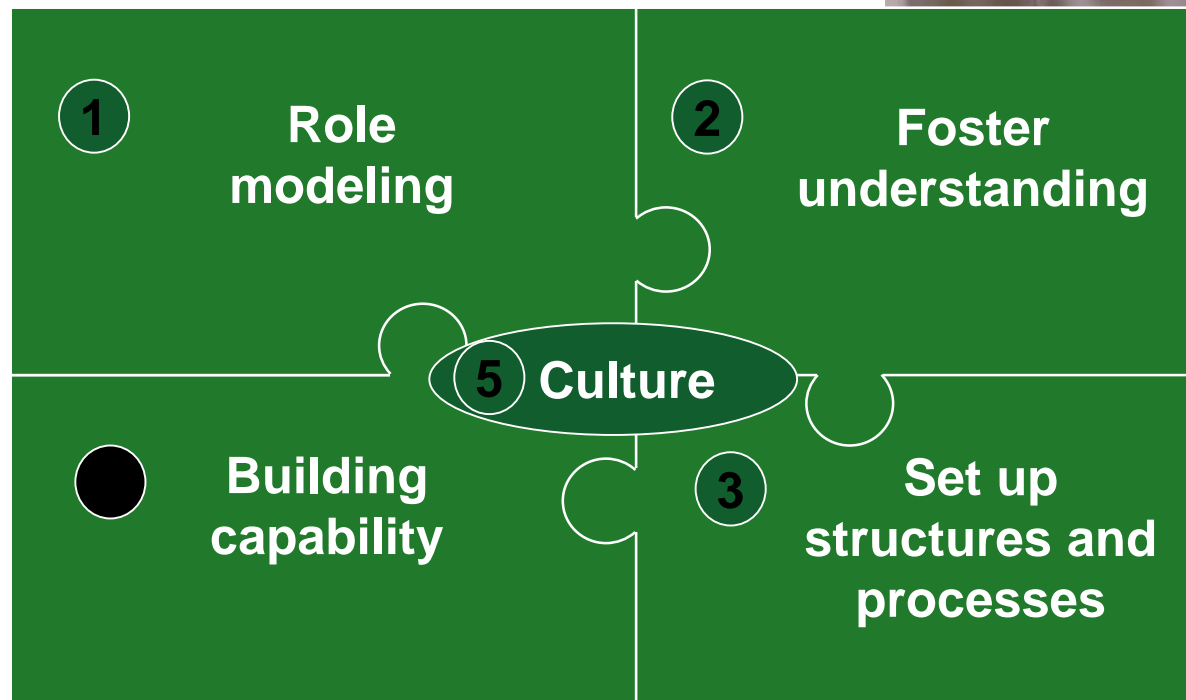 1
Role
modeling
2
Foster
understanding
5
Culture
Building
capability
3
Set up
structures and
processes